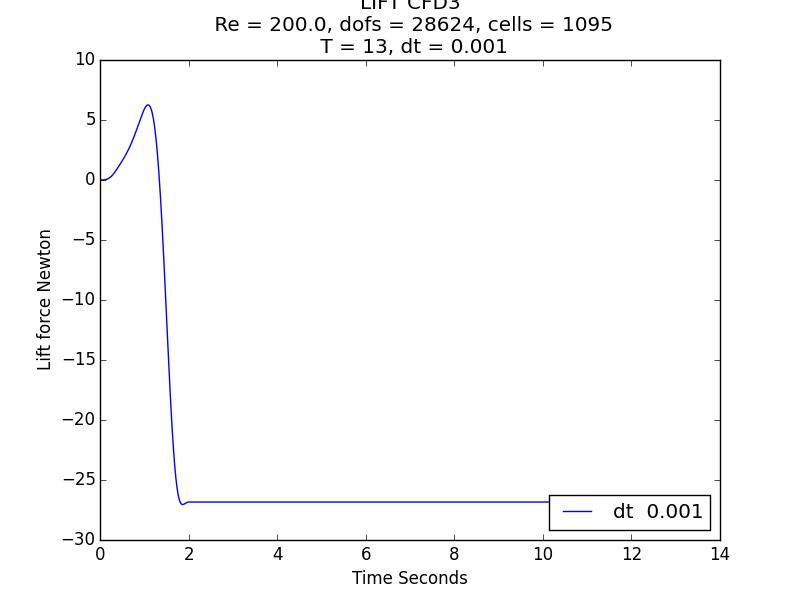 LIFT CFD3
Re = 200.0, dofs = 28624, cells = 1095
T = 13, dt = 0.001
10
5
0
−5
−10
−15
−20
−25
−30
Lift force Newton
dt 0.001
0 2 4 6 8 10 12 14
Time Seconds